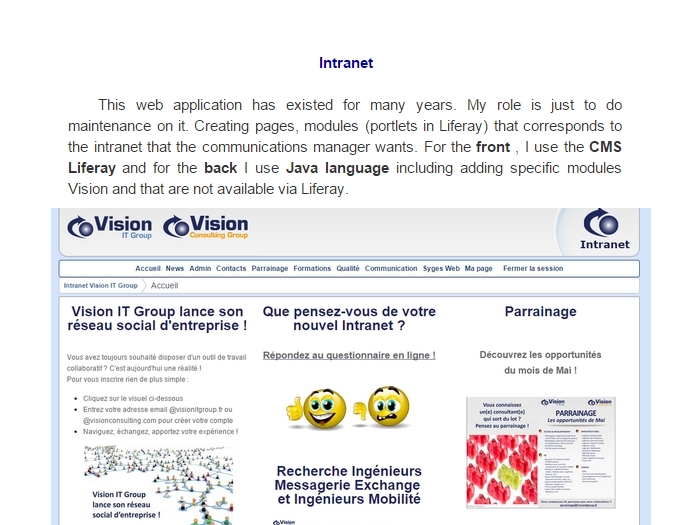 Intranet
This web application has existed for many years. My role is just to do
maintenance on it. Creating pages, modules (portlets in Liferay) that corresponds to
the intranet that the communications manager wants. For the front , I use the CMS
Liferay and for the back I use Java language including adding specific modules
Vision and that are not available via Liferay.
Vision
IT Group
Vision
Consulting Group
Intranet
Accueil News Admin Contacts Parrainage Formations Qualité Communication Syges Web Ma page Fermer la session
Intranet Vision IT Group Accueil
Vision IT Group lance son
réseau social d'entreprise !
Vous avez toujours souhaité disposer d'un outil de travail
collaboratif ? C'est aujourd'hui une réalité !
Pour vous inscrire rien de plus simple :
Cliquez sur le visuel ci-dessous
Entrez votre adresse email @visionitgroup.fr ou
@visionconsulting.com pour créer votre compte
Naviguez, échangez, apportez votre expérience !
Vision IT Group
lance son réseau
social d'entreprise !
Que pensez-vous de votre
nouvel Intranet ?
Répondez au questionnaire en ligne !
Recherche Ingénieurs
Messagerie Exchange
et Ingénieurs Mobilité
Vision
Parrainage
Découvrez les opportunités
du mois de Mai !
Vous connaissez
un(e) consultant(e)
qui sort du lot ?
Pensez au parrainage !
Vision
Vision
PARRAINAGE
Les opportunités de Mai